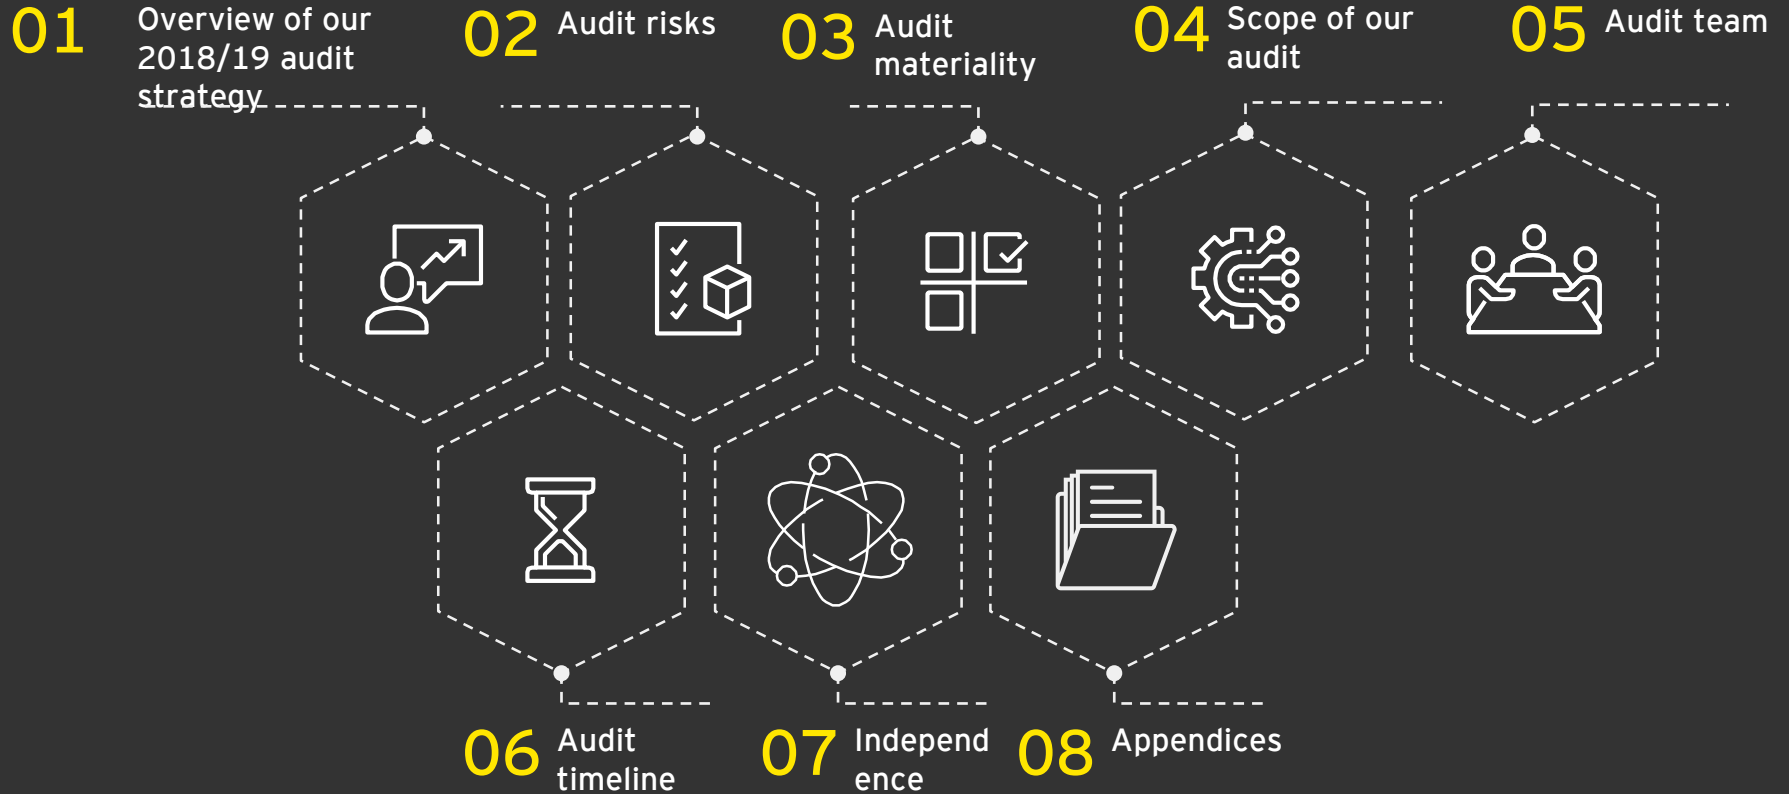 01 Overview of our
2018/19 audit
strategy
02 Audit risks
03 Audit
materiality
04 Scope of our
audit
05 Audit team
06 Audit
timeline
07 Independ
ence
08 Appendices